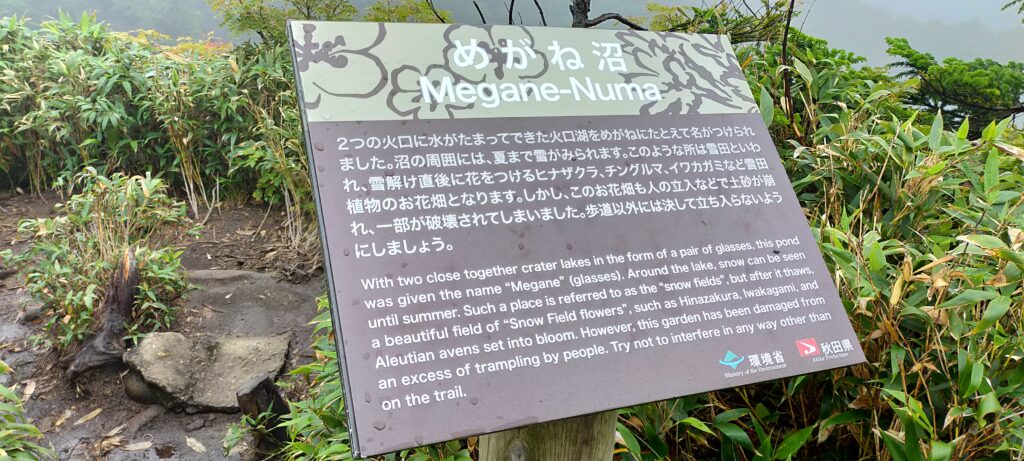 めがね沼
Megane-Numa
2つの火口に水がたまってできた火口湖をめがねにたとえて名がつけられ
ました。沼の周囲には、夏まで雪がみられます。このような所は雪田といわ
れ、雪解け直後に花をつけるヒナザクラ、チングルマ、イワカガミなど雪田
植物のお花畑となります。しかし、このお花畑も人の立入などで土砂が崩
れ、一部が破壊されてしまいました。歩道以外には決して立ち入らないよう
にしましょう。
With two close together crater lakes in the form of a pair of glasses, this pond
was given the name “Megane” (glasses). Around the lake, snow can be seen
until summer. Such a place is referred to as the “snow fields”, but after it thaws,
a beautiful field of “Snow Field flowers”, such as Hinazakura, Iwakagami, and
Aleutian avens set into bloom. However, this garden has been damaged from
an excess of trampling by people. Try not to interfere in any way other than
on the trail.
環境省
Ministry of the Environment
秋田県
Akita Prefecture